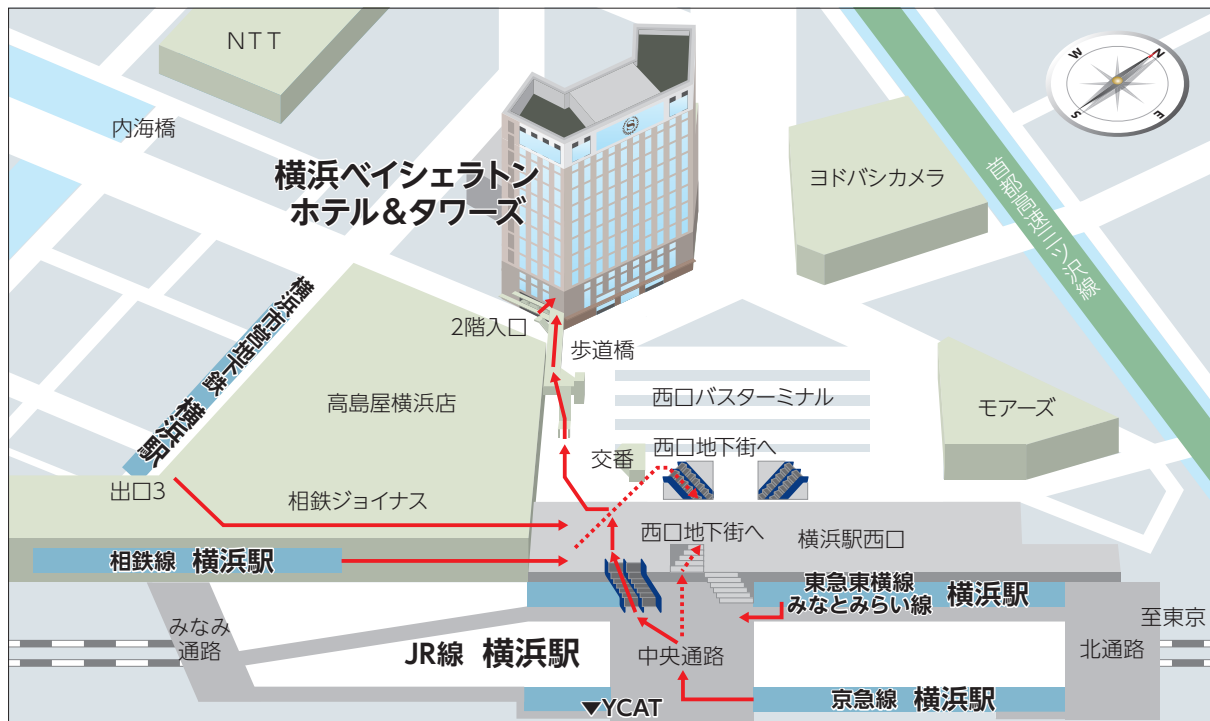 NTT
内海橋
W
N
S
E
横浜ベイシェラトン
ホテル&タワーズ
ヨドバシカメラ
首都高速三ツ沢線
横浜市営地下鉄 横浜駅
2階入口
歩道橋
高島屋横浜店
西口バスターミナル
モアーズ
交番
西口地下街へ
出口3
相鉄ジョイナス
西口地下街へ
横浜駅西口
相鉄線 横浜駅
東急東横線
みなとみらい線 横浜駅
みなみ
通路
JR線 横浜駅
中央通路
至東京
北通路
▼YCAT
京急線 横浜駅